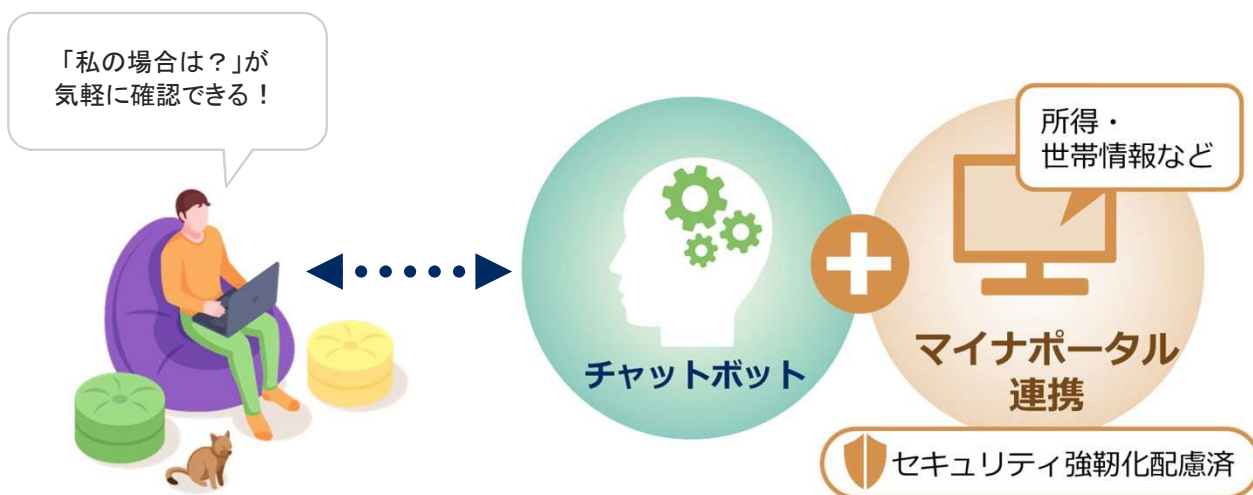 「私の場合は？」が
気軽に確認できる！
所得・
世帯情報など
チャットボット
マイナポータル
連携
セキュリティ強靭化配慮済